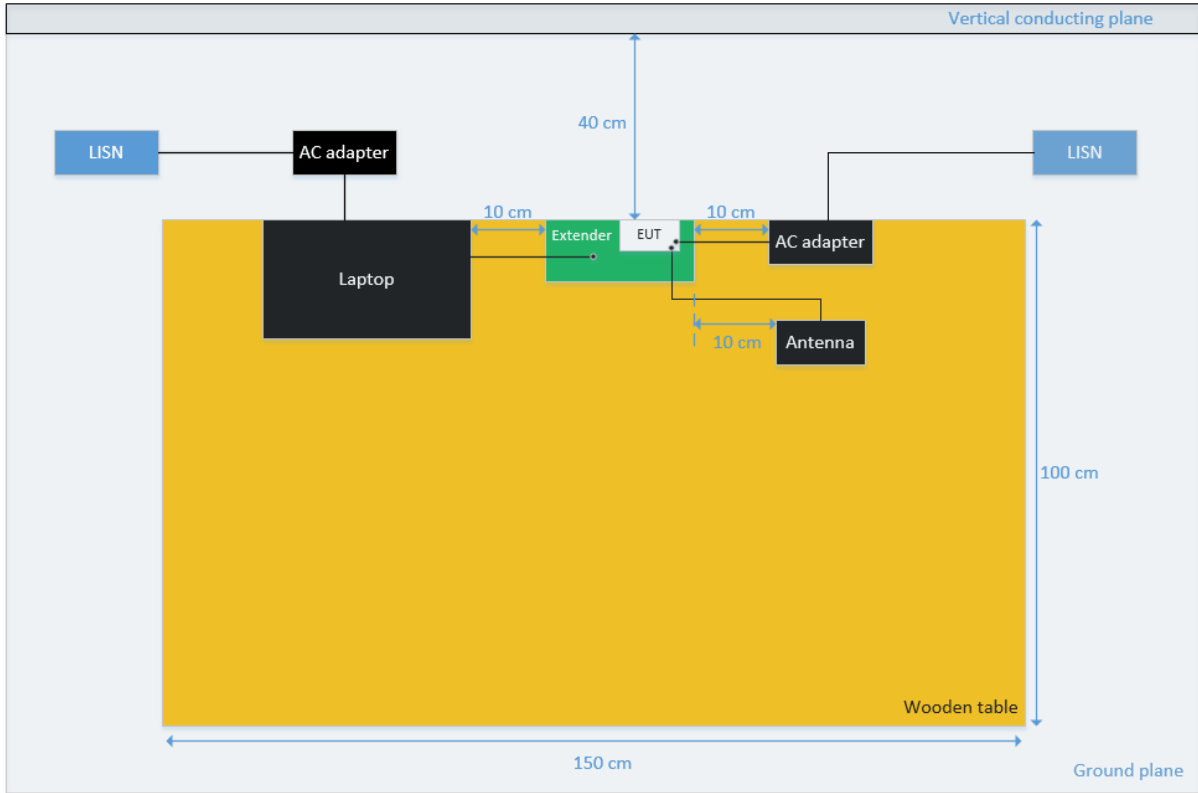 Vertical conducting plane
40 cm
LISN
AC adapter
LISN
10 cm
10 cm
Extender
EUT
AC adapter
Laptop
10 cm
Antenna
100 cm
Wooden table
150 cm
Ground plane